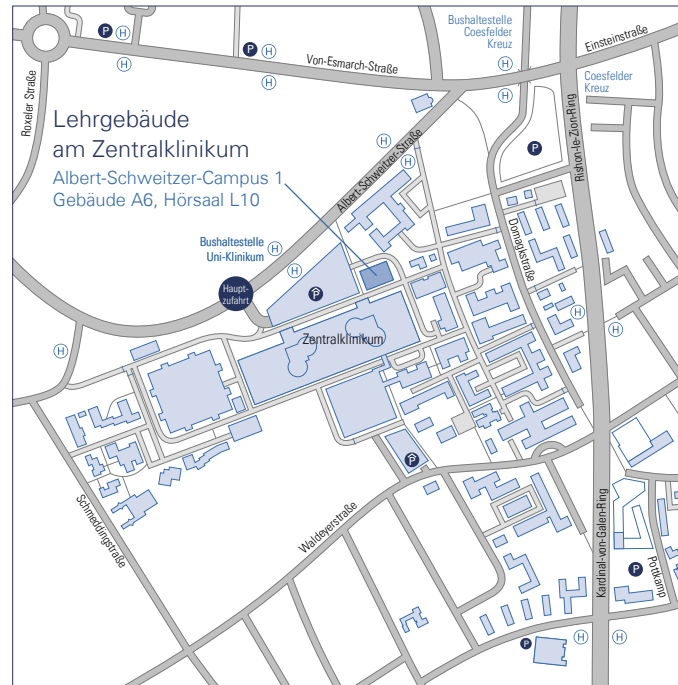 Bushaltestelle
Coesfelder
Kreuz
Einsteinstraße
P
H
H
P
H
H
Von-Esmarch-Straße
H
H
Coesfelder
Kreuz
Roxeler Straße
Lehrgebäude
am Zentralklinikum
Albert-Schweitzer-Campus 1
Gebäude A6, Hörsaal L10
Albert-Schweitzer-Straße
H
H
P
Rishon-le-Zion-Ring
Domagkstraße
Bushaltestelle
Uni-Klinikum
H
H
Haupt-
zufahrt
P
Zentralklinikum
H
H
H
P
Schmeddingstraße
Waldeyerstraße
Kardinal-von-Galen-Ring
Pottkamp
P
P
H
H